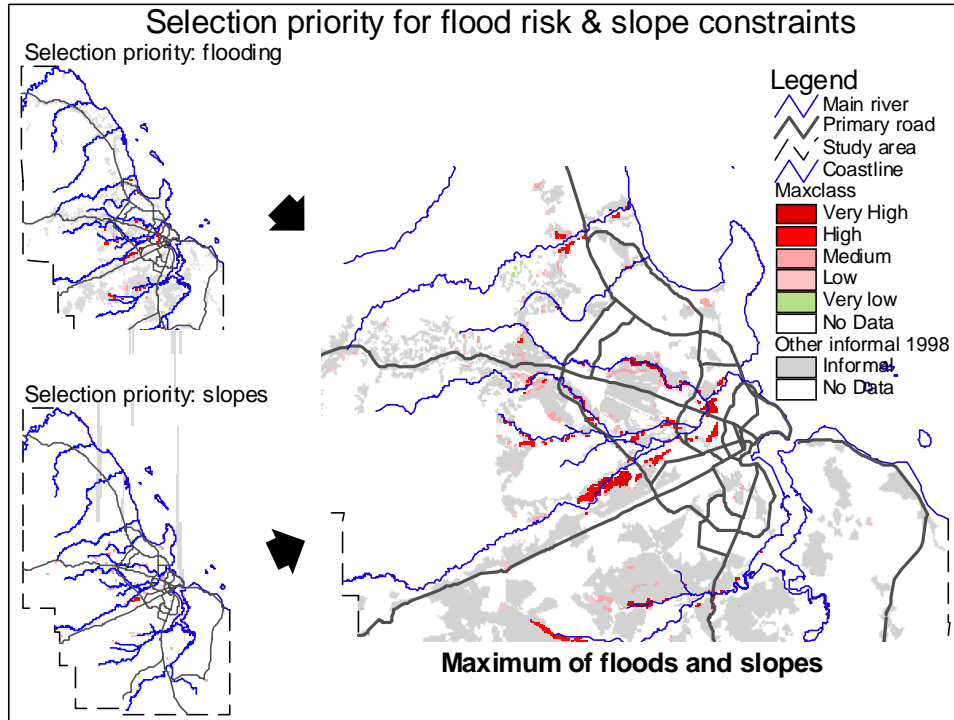 Selection priority for flood risk & slope constraints
Selection priority: flooding
Legend
Main river
Primary road
Study area
Coastline
Maxclass
Very High
High
Medium
Low
Very low
No Data
Other informal 1998
Informal
No Data
Selection priority: slopes
Maximum of floods and slopes